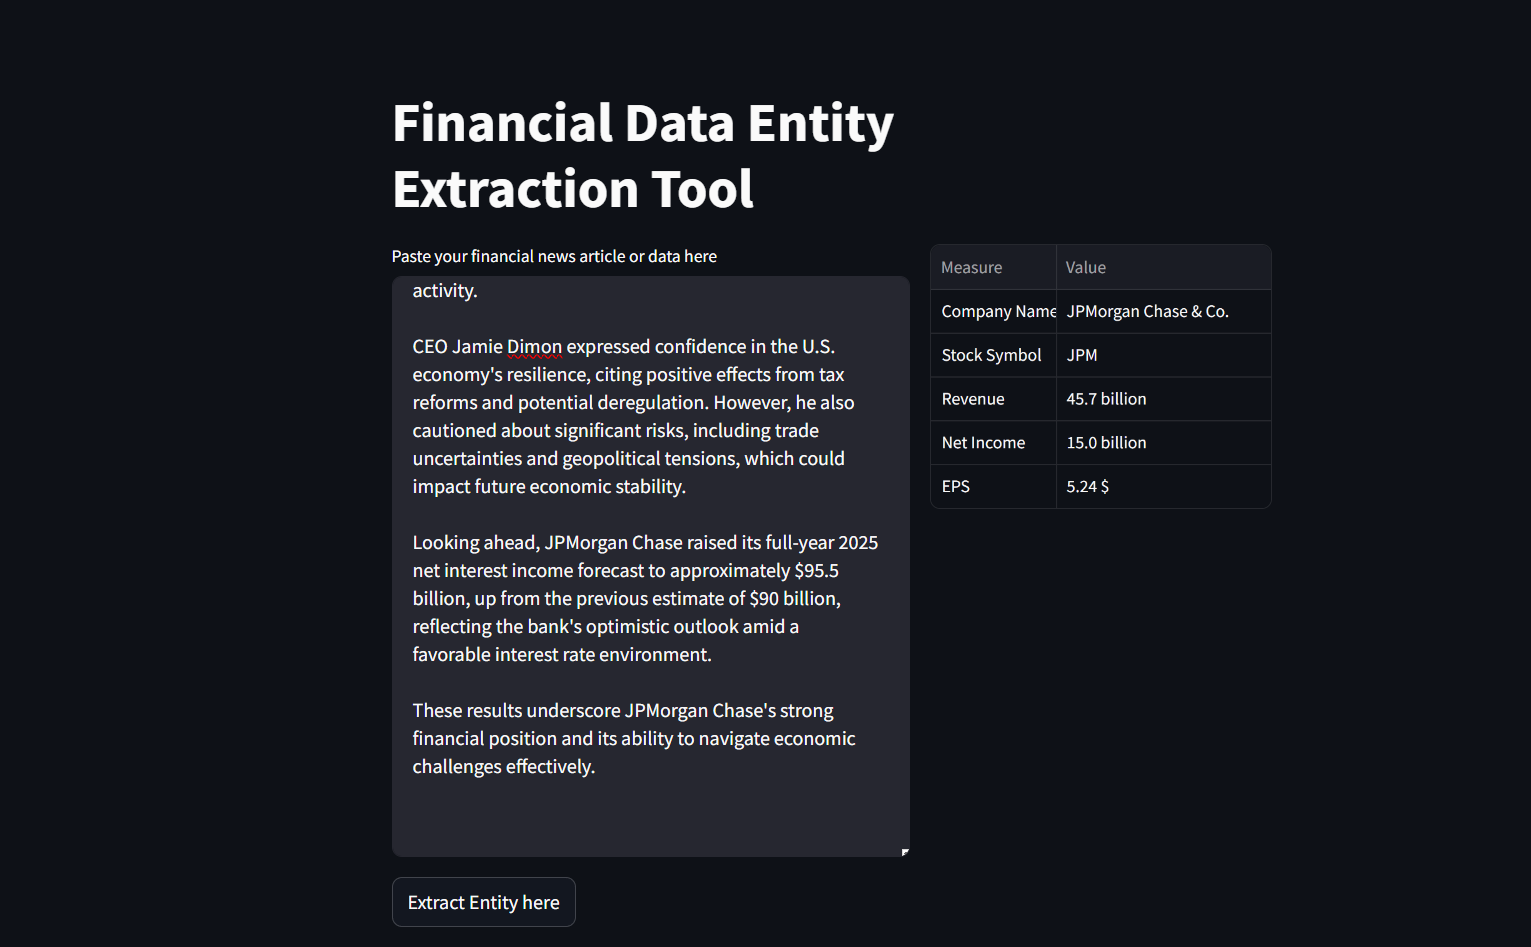 Financial Data Entity
Extraction Tool
Paste your financial news article or data here
activity.
CEO Jamie Dimon expressed confidence in the U.S.
economy's resilience, citing positive effects from tax
reforms and potential deregulation. However, he also
cautioned about significant risks, including trade
uncertainties and geopolitical tensions, which could
impact future economic stability.
Looking ahead, JPMorgan Chase raised its full-year 2025
net interest income forecast to approximately $95.5
billion, up from the previous estimate of $90 billion,
reflecting the bank's optimistic outlook amid a
favorable interest rate environment.
These results underscore JPMorgan Chase's strong
financial position and its ability to navigate economic
challenges effectively.
Extract Entity here
Measure Value
Company Name JPMorgan Chase & Co.
Stock Symbol JPM
Revenue 45.7 billion
Net Income 15.0 billion
EPS 5.24 $